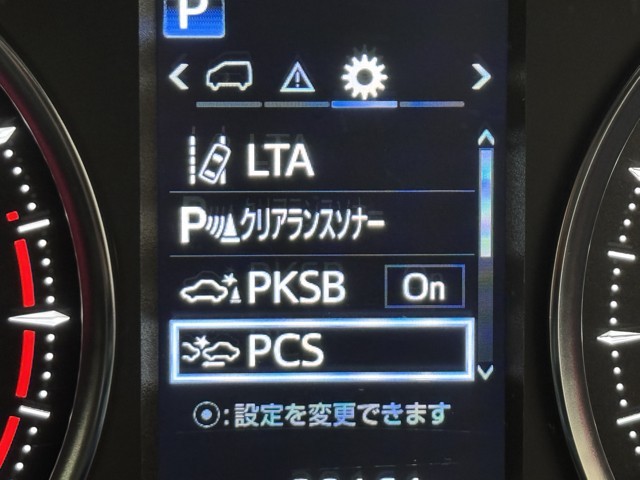 P
LTA
Pクリアランスソナー
PKSB On
PCS
:設定を変更できます